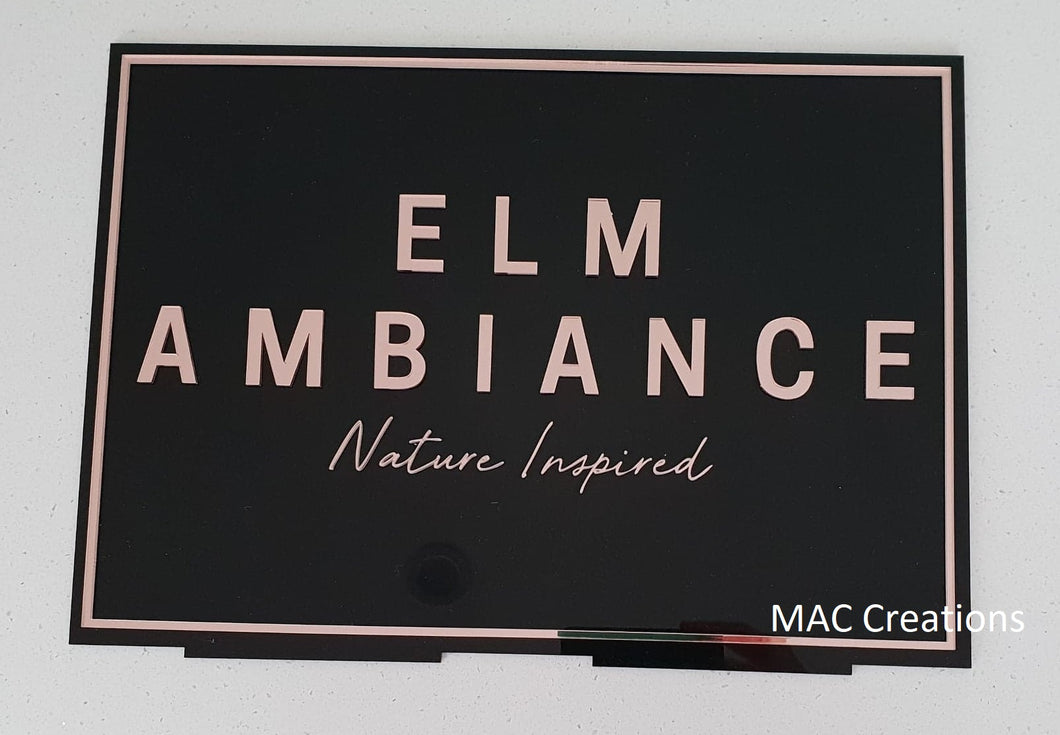 ELM
AMBIANCE
Nature Inspired
MAC Creations